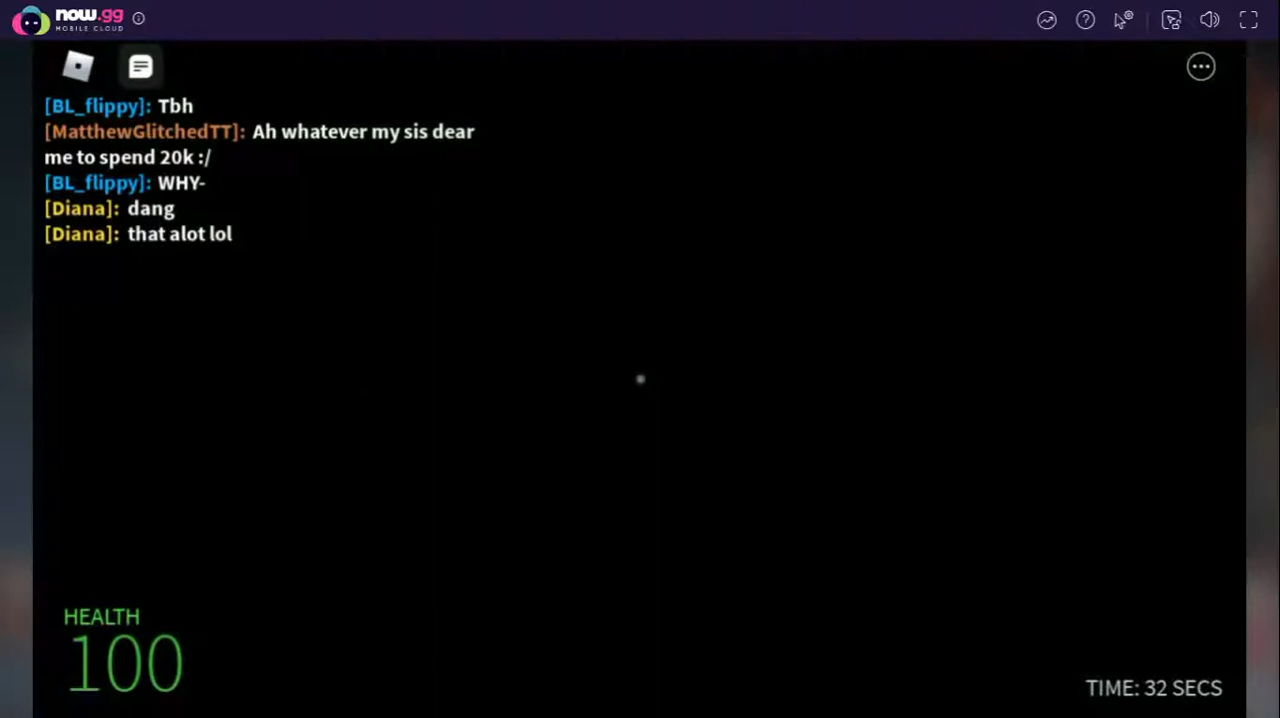 now.gg
MOBILE CLOUD
[BL_flippy]: Tbh
[MatthewGlitchedTT]: Ah whatever my sis dear
me to spend 20k :/
[BL_flippy]: WHY-
[Diana]: dang
[Diana]: that alot lol
HEALTH
100
TIME: 32 SECS